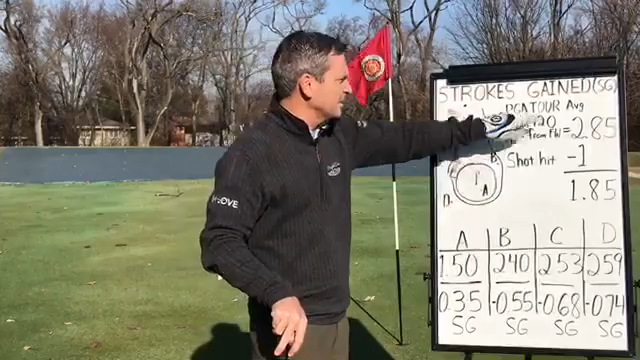 STROKES GAINED (SG)
PGA TOUR Avg
From FW = 2.85
Shot hit -1
1.85
B
A
D.
A B C D
1.50 2.40 2.53 2.59
0.35 -0.55 -0.68 -0.74
SG SG SG SG